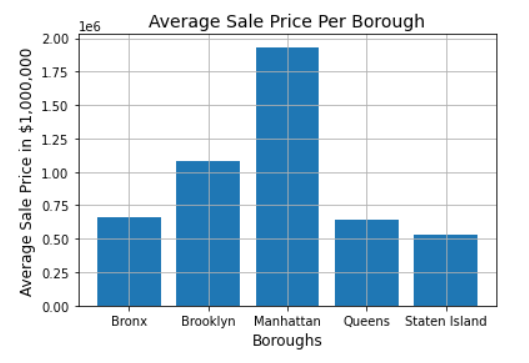 Average Sale Price Per Borough
1e6
2.00
1.75
1.50
1.25
1.00
0.75
0.50
0.25
0.00
Average Sale Price in $1,000,000
Bronx Brooklyn Manhattan Queens Staten Island
Boroughs